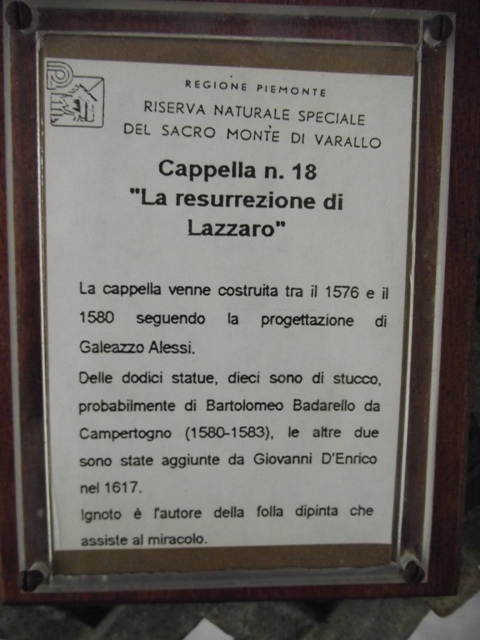 REGIONE PIEMONTE
RISERVA NATURALE SPECIALE
DEL SACRO MONTE DI VARALLO
Cappella n. 18
"La resurrezione di
Lazzaro"
La cappella venne costruita tra il 1576 e il
1580 seguendo la progettazione di
Galeazzo Alessi.
Delle dodici statue, dieci sono di stucco,
probabilmente di Bartolomeo Badarello da
Campertogno (1580-1583), le altre due
sono state aggiunte da Giovanni D'Enrico
nel 1617.
Ignoto è l'autore della folla dipinta che
assiste al miracolo.